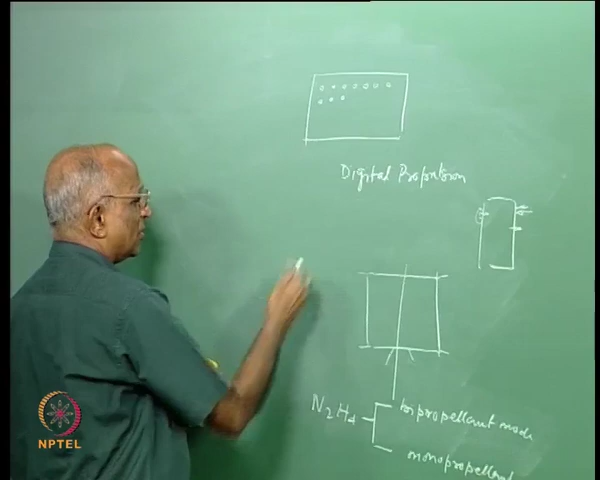 Digital Propulsion
N2H4
bipropellant mode
monopropellant
NPTEL